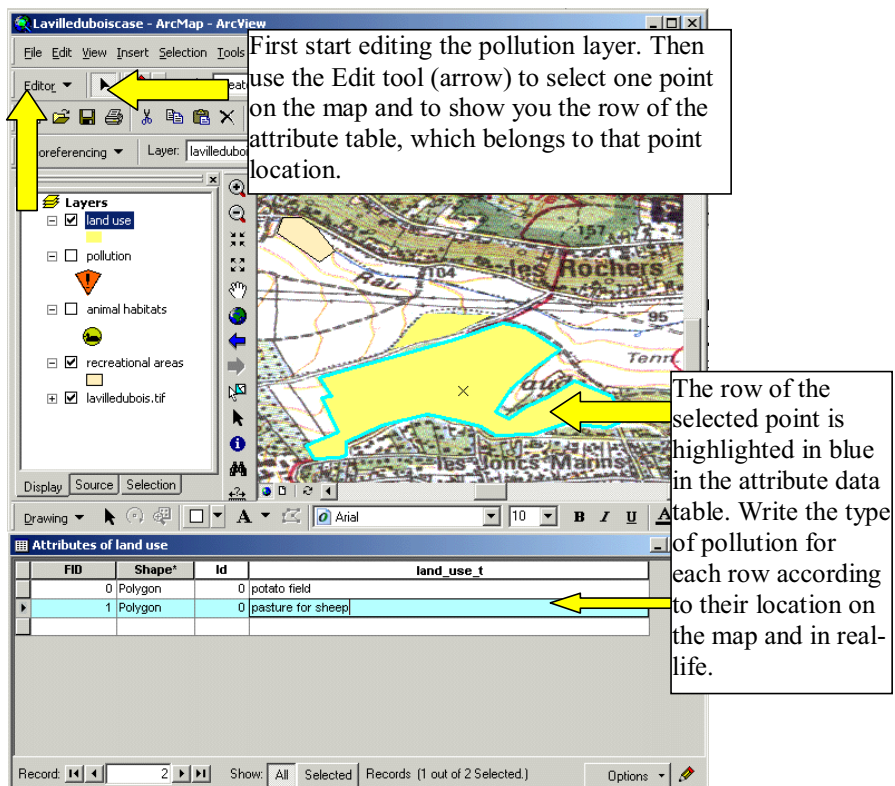 Lavilleduboiscase - ArcMap - ArcView
File Edit View Insert Selection Tools
First start editing the pollution layer. Then
use the Edit tool (arrow) to select one point
on the map and to show you the row of the
attribute table, which belongs to that point
location.
Editor
Layer:
Layers
land use
pollution
animal habitats
recreational areas
lavilledubois.tif
157
104
les Rochers
Rau
95
Tenn.
les Joncs Marins
The row of the
selected point is
highlighted in blue
in the attribute data
table. Write the type
of pollution for
each row according
to their location on
the map and in real-
life.
Display Source Selection
Drawing A Arial 10 B I U A
Attributes of land use
FID Shape* Id land_use_t
0 Polygon 0 potato field
1 Polygon 0 pasture for sheep
Record: 2 Show: All Selected Records (1 out of 2 Selected.) Options